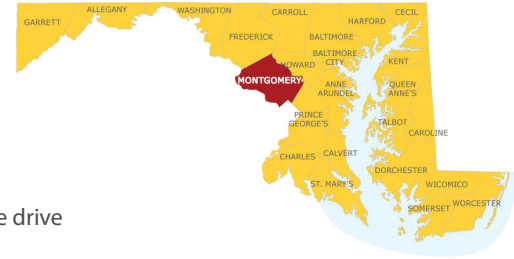 GARRETT
ALLEGANY
WASHINGTON
CARROLL
HARFORD
CECIL
FREDERICK
BALTIMORE
BALTIMORE
CITY
HOWARD
KENT
MONTGOMERY
ANNE
ARUNDEL
QUEEN
ANNE'S
PRINCE
GEORGE'S
TALBOT
CAROLINE
CHARLES
CALVERT
DORCHESTER
ST. MARY'S
WICOMICO
SOMERSET
WORCESTER
e drive